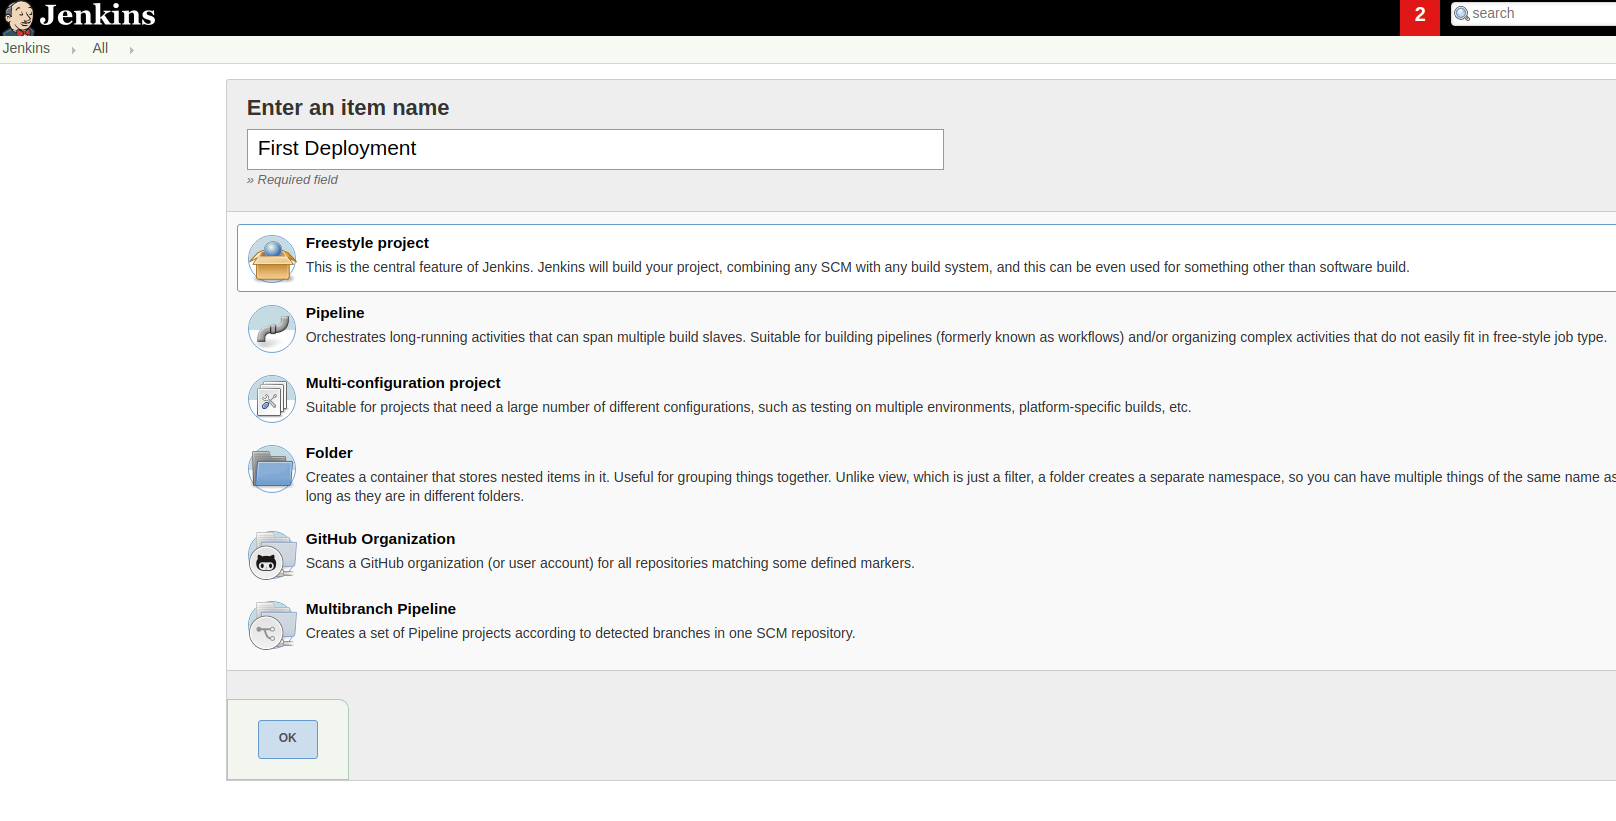 Jenkins
2
search
Jenkins
All
Enter an item name
First Deployment
» Required field
Freestyle project
This is the central feature of Jenkins. Jenkins will build your project, combining any SCM with any build system, and this can be even used for something other than software build.
Pipeline
Orchestrates long-running activities that can span multiple build slaves. Suitable for building pipelines (formerly known as workflows) and/or organizing complex activities that do not easily fit in free-style job type.
Multi-configuration project
Suitable for projects that need a large number of different configurations, such as testing on multiple environments, platform-specific builds, etc.
Folder
Creates a container that stores nested items in it. Useful for grouping things together. Unlike view, which is just a filter, a folder creates a separate namespace, so you can have multiple things of the same name as
long as they are in different folders.
GitHub Organization
Scans a GitHub organization (or user account) for all repositories matching some defined markers.
Multibranch Pipeline
Creates a set of Pipeline projects according to detected branches in one SCM repository.
OK